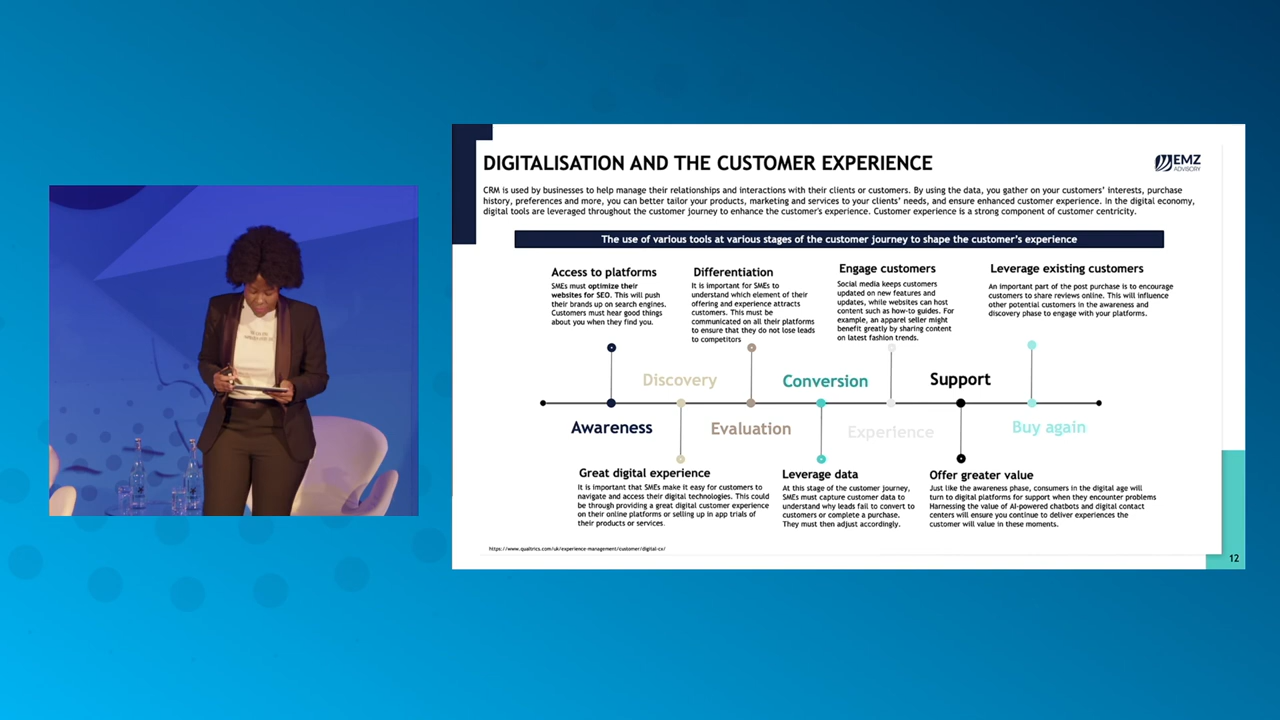 DIGITALISATION AND THE CUSTOMER EXPERIENCE
EMZ
ADVISORY
CRM is used by businesses to help manage their relationships and interactions with their clients or customers. By using the data, you gather on your customers' interests, purchase
history, preferences and more, you can better tailor your products, marketing and services to your clients' needs, and ensure enhanced customer experience. In the digital economy,
digital tools are leveraged throughout the customer journey to enhance the customer's experience. Customer experience is a strong component of customer centricity.
The use of various tools at various stages of the customer journey to shape the customer's experience
Access to platforms
SMEs must optimize their
websites for SEO. This will push
their brands up on search engines.
Customers must hear good things
about you when they find you.
Differentiation
It is important for SMEs to
understand which element of their
offering and experience attracts
customers. This must be
communicated on all their platforms
to ensure that they do not lose leads
to competitors
Engage customers
Social media keeps customers
updated on new features and
updates, while websites can host
content such as how-to guides. For
example, an apparel seller might
benefit greatly by sharing content
on latest fashion trends.
Leverage existing customers
An important part of the post purchase is to encourage
customers to share reviews online. This will influence
other potential customers in the awareness and
discovery phase to engage with your platforms.
Discovery
Conversion
Support
Awareness
Evaluation
Experience
Buy again
Great digital experience
It is important that SMEs make it easy for customers to
navigate and access their digital technologies. This could
be through providing a great digital customer experience
on their online platforms or selling up in app trials of
their products or services.
Leverage data
At this stage of the customer journey,
SMEs must capture customer data to
understand why leads fail to convert to
customers or complete a purchase.
They must then adjust accordingly.
Offer greater value
Just like the awareness phase, consumers in the digital age will
turn to digital platforms for support when they encounter problems
Harnessing the value of AI-powered chatbots and digital contact
centers will ensure you continue to deliver experiences the
customer will value in these moments.
https://www.qualtrics.com/uk/experience-management/customer/digital-cx/
12